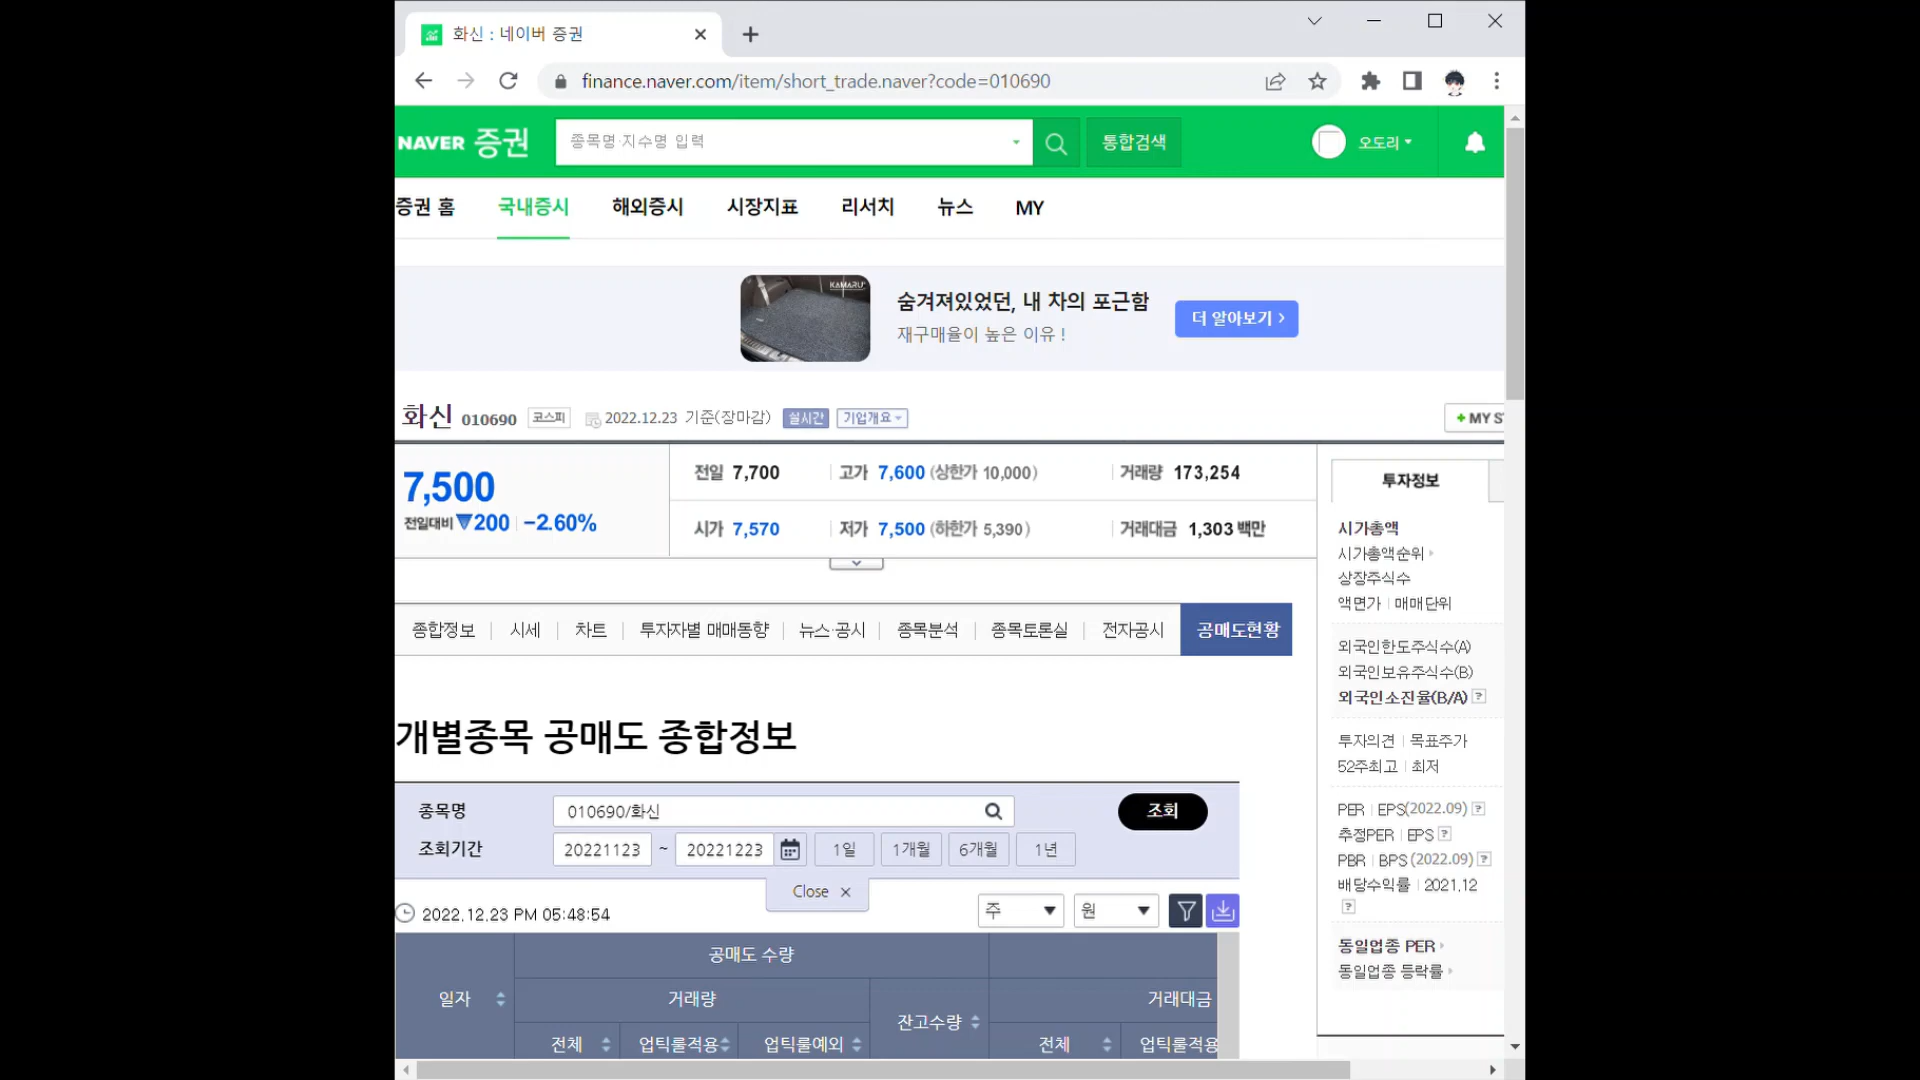 화신 : 네이버 증권
finance.naver.com/item/short_trade.naver?code=010690
NAVER 증권
종목명·지수명 입력
통합검색
오도리
증권 홈 국내증시 해외증시 시장지표 리서치 뉴스 MY
KAMARU
숨겨져있었던, 내 차의 포근함
재구매율이 높은 이유 !
더 알아보기 >
화신 010690 코스피 2022.12.23 기준(장마감) 실시간 기업개요
+ MY S
7,500
전일대비 ▼200 | -2.60%
전일 7,700 | 고가 7,600 (상한가 10,000) | 거래량 173,254
시가 7,570 | 저가 7,500 (하한가 5,390) | 거래대금 1,303 백만
종합정보 | 시세 | 차트 | 투자자별 매매동향 | 뉴스·공시 | 종목분석 | 종목토론실 | 전자공시 공매도현황
개별종목 공매도 종합정보
종목명 010690/화신 조회
조회기간 20221123 ~ 20221223 1일 1개월 6개월 1년
Close ×
2022.12.23 PM 05:48:54 주 ▼ 원 ▼
공매도 수량
일자 거래량 거래대금
잔고수량
전체 업틱룰적용 업틱룰예외 전체 업틱룰적용
투자정보
시가총액
시가총액순위
상장주식수
액면가 | 매매단위
외국인한도주식수(A)
외국인보유주식수(B)
외국인소진율(B/A) ?
투자의견 | 목표주가
52주최고 | 최저
PER | EPS(2022.09) ?
추정PER | EPS ?
PBR | BPS (2022.09) ?
배당수익률 | 2021.12
?
동일업종 PER
동일업종 등락률